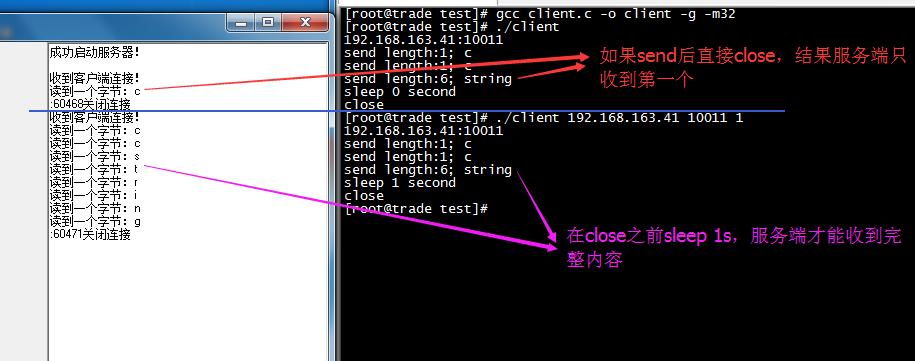 成功启动服务器!
收到客户端连接!
读到一个字节: c
:60468关闭连接
收到客户端连接!
读到一个字节: c
读到一个字节: c
读到一个字节: s
读到一个字节: t
读到一个字节: r
读到一个字节: i
读到一个字节: n
读到一个字节: g
:60471关闭连接
[root@trade test]# gcc client.c -o client -g -m32
[root@trade test]# ./client
192.168.163.41:10011
send length:1; c
send length:1; c
send length:6; string
sleep 0 second
close
[root@trade test]# ./client 192.168.163.41 10011 1
192.168.163.41:10011
send length:1; c
send length:1; c
send length:6; string
sleep 1 second
close
[root@trade test]#
如果send后直接close，结果服务端只
收到第一个
在close之前sleep 1s，服务端才能收到完
整内容